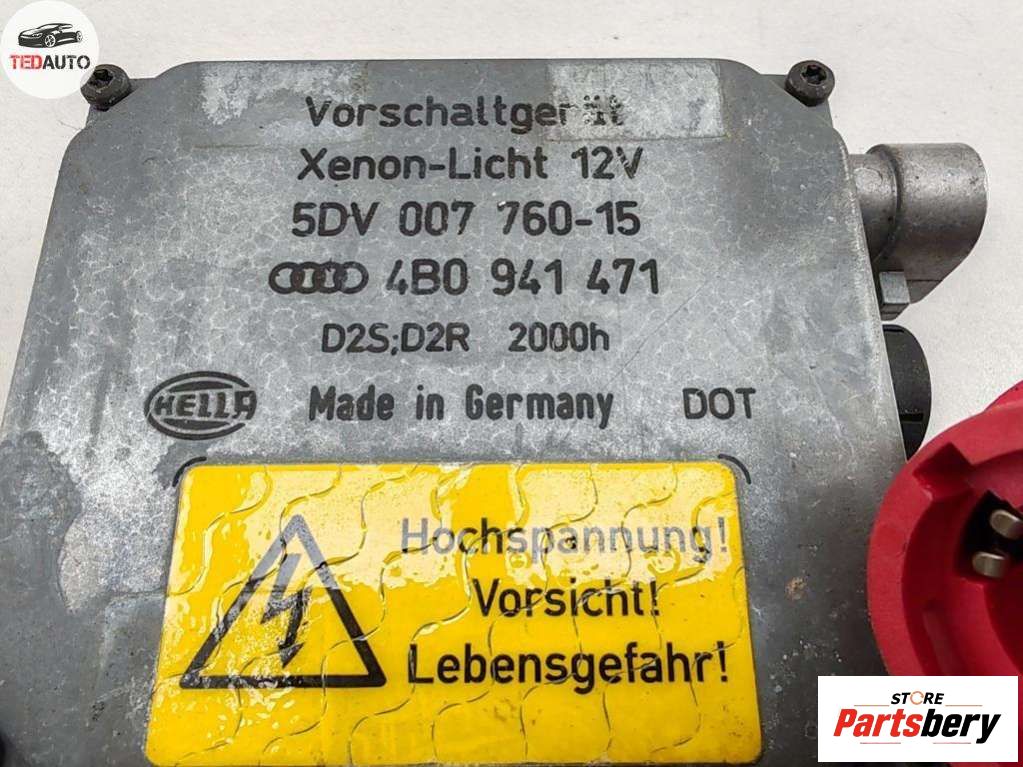 TEDAUTO
Vorschaltgerät
Xenon-Licht 12V
5DV 007 760-15
4B0 941 471
D2S;D2R 2000h
HELLA Made in Germany DOT
Hochspannung!
Vorsicht!
Lebensgefahr!
STORE
Partsbery